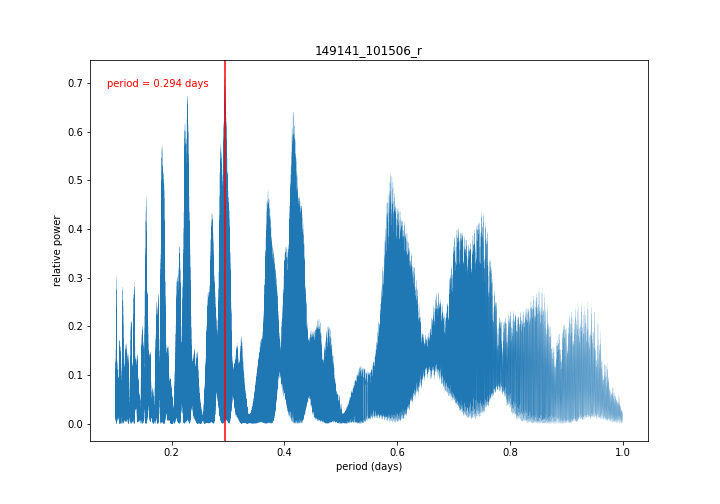 149141_101506_r
period = 0.294 days
relative power
0.7
0.6
0.5
0.4
0.3
0.2
0.1
0.0
0.2 0.4 0.6 0.8 1.0
period (days)